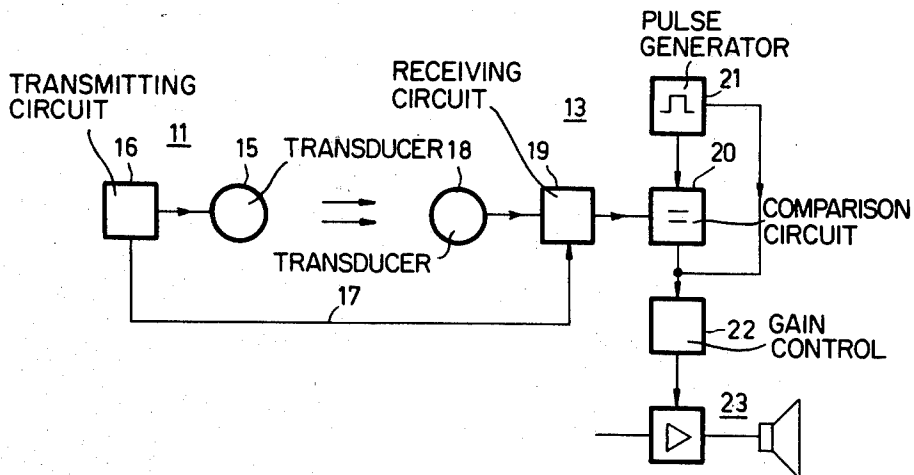 PULSE
GENERATOR
21
TRANSMITTING
CIRCUIT
RECEIVING
CIRCUIT
11
13
16
15
TRANSDUCER
18
19
20
=
COMPARISON
CIRCUIT
TRANSDUCER
17
22
GAIN
CONTROL
23